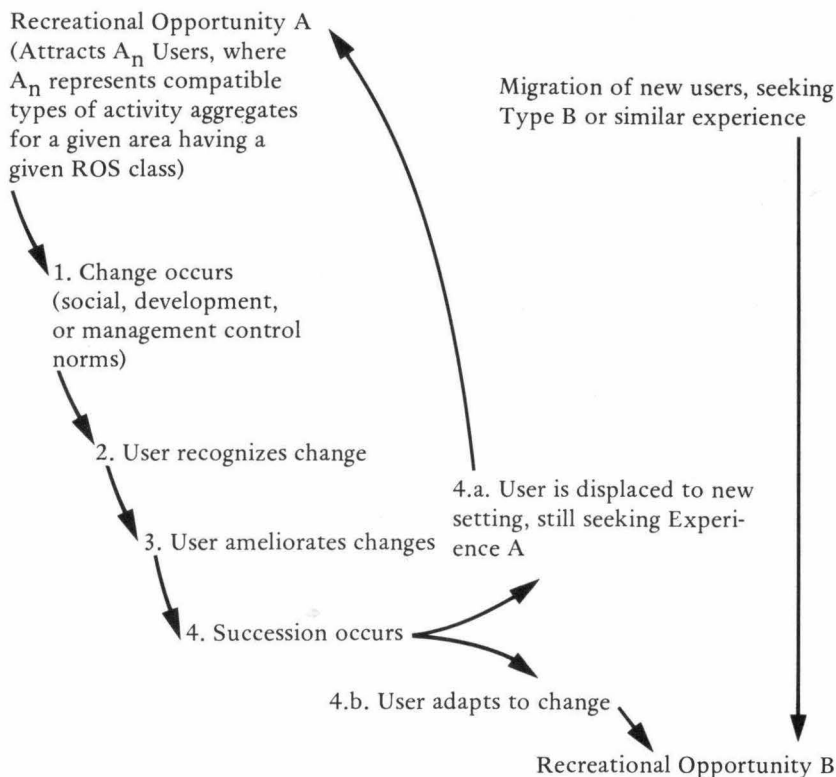 Recreational Opportunity A
(Attracts Aₙ Users, where
Aₙ represents compatible
types of activity aggregates
for a given area having a
given ROS class)
Migration of new users, seeking
Type B or similar experience
1. Change occurs
(social, development,
or management control
norms)
2. User recognizes change
3. User ameliorates changes
4. Succession occurs
4.a. User is displaced to new
setting, still seeking Experi-
ence A
4.b. User adapts to change
Recreational Opportunity B